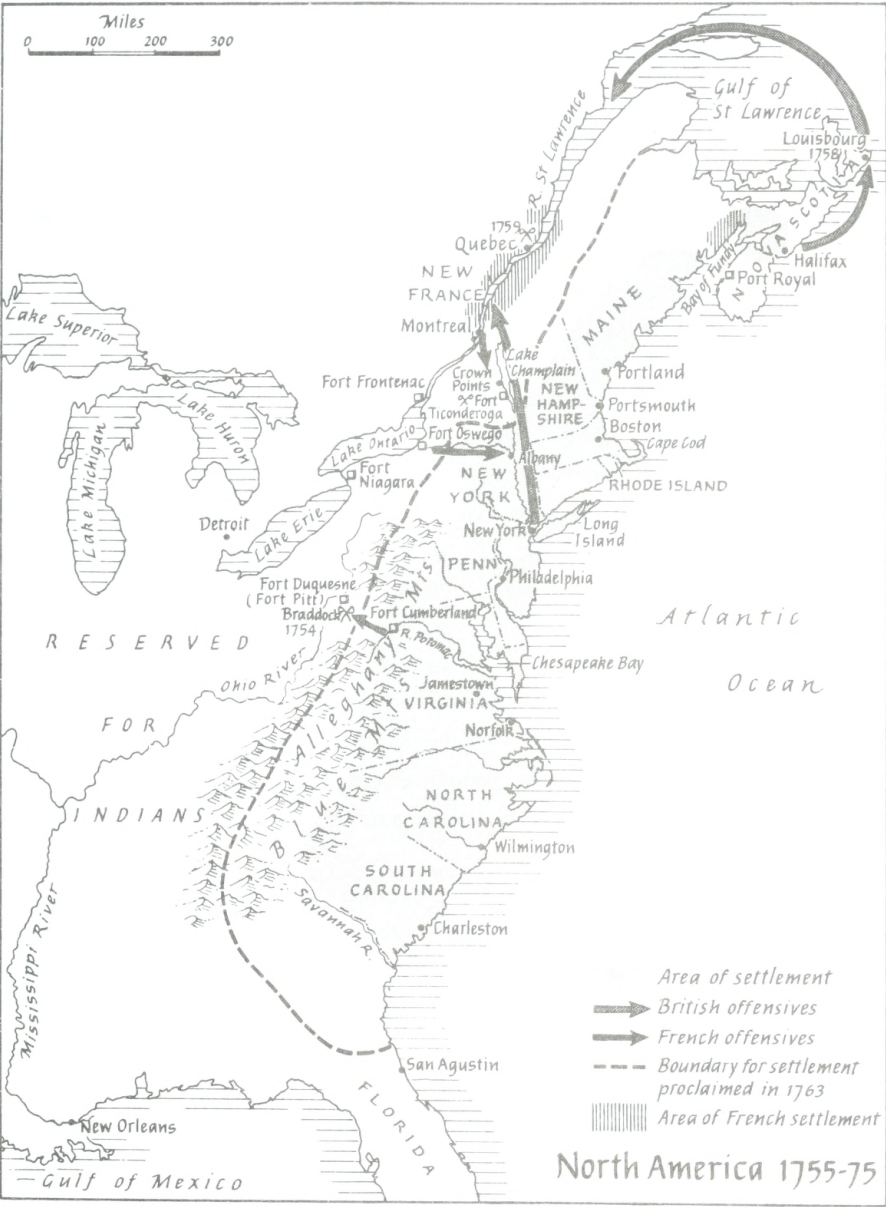 Miles
0 100 200 300
Gulf of
St Lawrence
Louisbourg
1758
R. St Lawrence
NOVA SCOTIA
1759
Quebec
Halifax
Bay of Fundy
Port Royal
NEW
FRANCE
MAINE
Lake Superior
Montreal
Lake
Champlain
Portland
Crown
Points
Fort Frontenac
Fort
Ticonderoga
NEW
HAMP-
SHIRE
Portsmouth
Lake Huron
Lake Michigan
Boston
Lake Ontario
Fort Oswego
Cape Cod
Albany
Fort
Niagara
NEW
YORK
RHODE ISLAND
Detroit
Lake Erie
New York
Long
Island
PENN
Philadelphia
Fort Duquesne
(Fort Pitt)
Braddock
1754
Fort Cumberland
R. Potomac
Atlantic
Ocean
RESERVED
FOR
INDIANS
Chesapeake Bay
Ohio River
Alleghany Mts
Blue Mts
Jamestown
VIRGINIA
Norfolk
NORTH
CAROLINA
Wilmington
SOUTH
CAROLINA
Savannah R.
Charleston
Mississippi River
San Agustin
FLORIDA
New Orleans
Gulf of Mexico
Area of settlement
British offensives
French offensives
Boundary for settlement
proclaimed in 1763
Area of French settlement
North America 1755-75